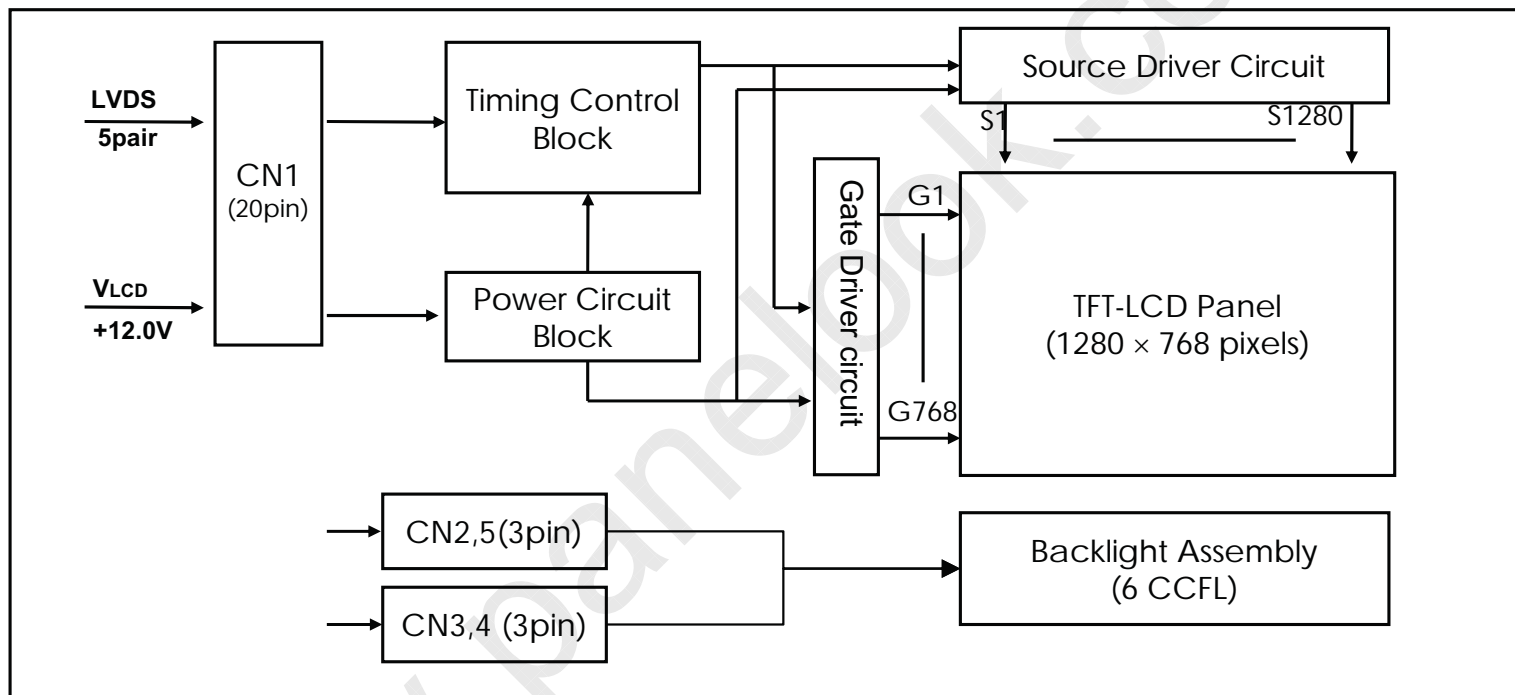 LVDS
5pair
CN1
(20pin)
VLCD
+12.0V
Timing Control
Block
Power Circuit
Block
Source Driver Circuit
S1
S1280
Gate Driver circuit
G1
G768
TFT-LCD Panel
(1280 × 768 pixels)
CN2,5(3pin)
CN3,4 (3pin)
Backlight Assembly
(6 CCFL)
panelook.co